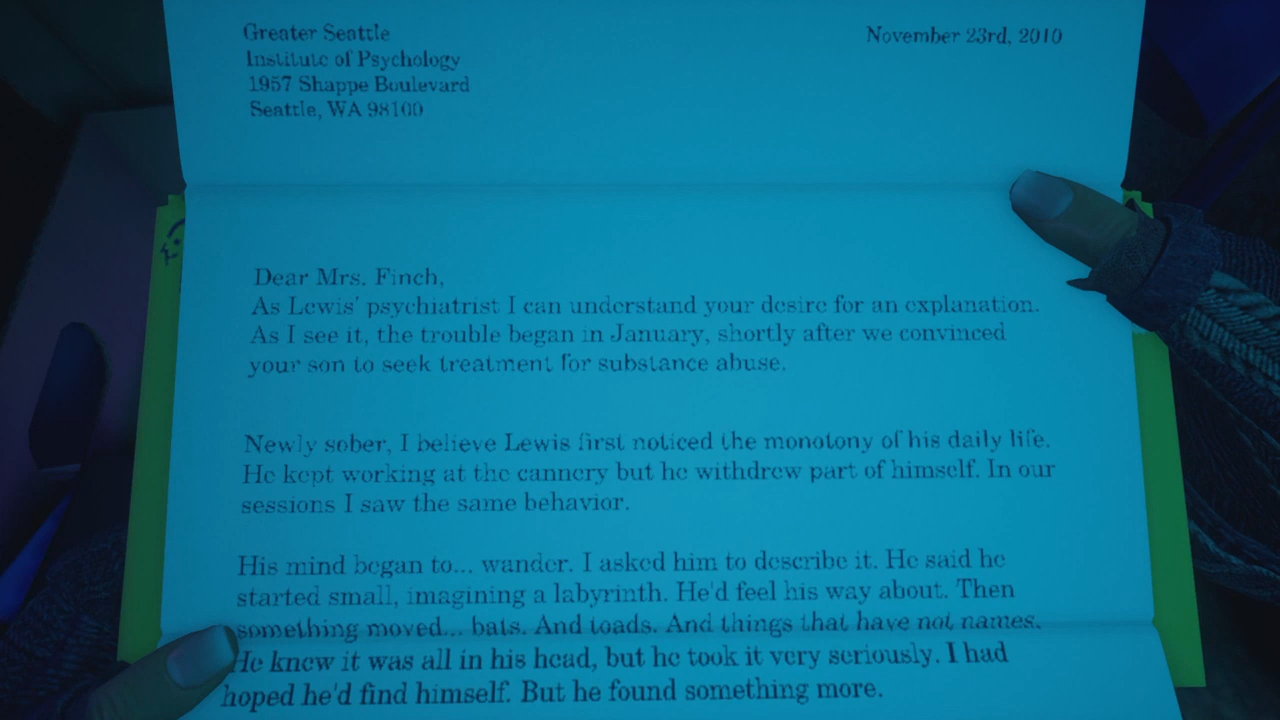 Greater Seattle
Institute of Psychology
1957 Shappe Boulevard
Seattle, WA 98100
November 23rd, 2010
Dear Mrs. Finch,
As Lewis' psychiatrist I can understand your desire for an explanation.
As I see it, the trouble began in January, shortly after we convinced
your son to seek treatment for substance abuse.
Newly sober, I believe Lewis first noticed the monotony of his daily life.
He kept working at the cannery but he withdrew part of himself. In our
sessions I saw the same behavior.
His mind began to... wander. I asked him to describe it. He said he
started small, imagining a labyrinth. He'd feel his way about. Then
something moved... bats. And toads. And things that have not names.
He knew it was all in his head, but he took it very seriously. I had
hoped he'd find himself. But he found something more.